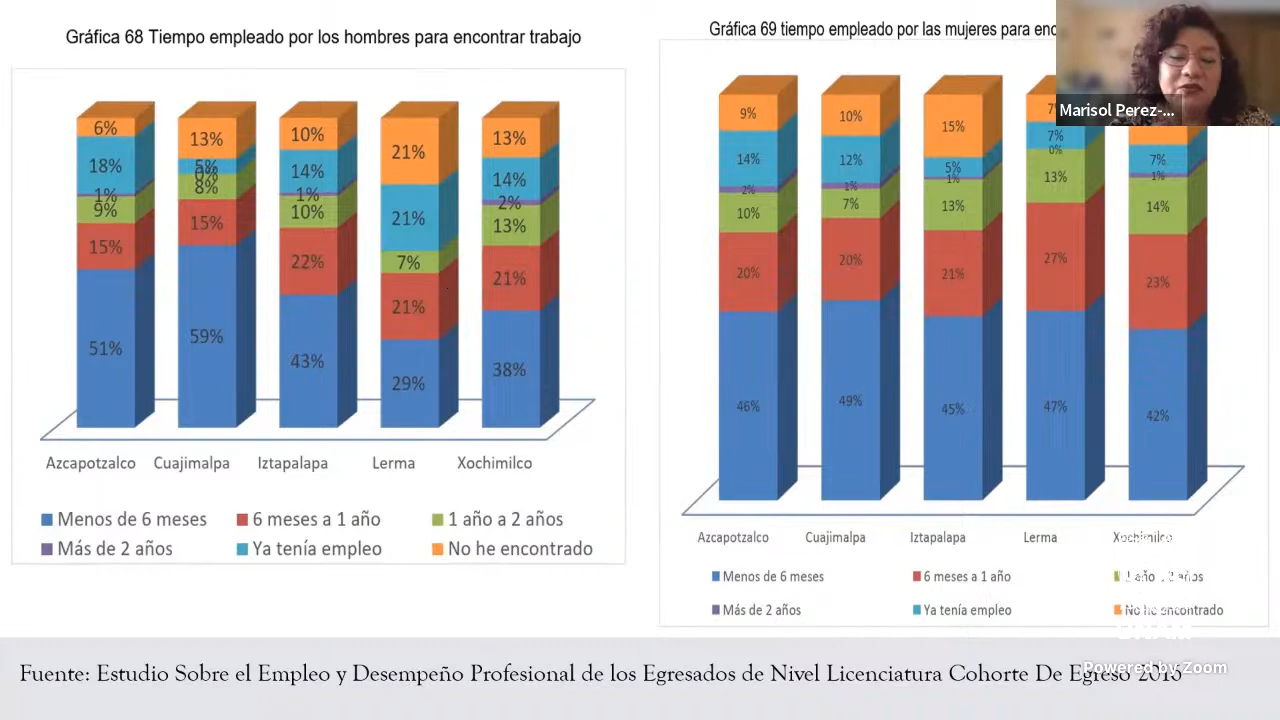 Gráfica 68 Tiempo empleado por los hombres para encontrar trabajo
6% 13% 10% 21% 13%
18% 5% 14% 21% 14%
1% 0% 1% 2%
9% 8% 10% 7% 13%
15% 15% 22% 21% 21%
51% 59% 43% 29% 38%
Azcapotzalco Cuajimalpa Iztapalapa Lerma Xochimilco
Menos de 6 meses 6 meses a 1 año 1 año a 2 años
Más de 2 años Ya tenía empleo No he encontrado
Gráfica 69 tiempo empleado por las mujeres para
Marisol Perez-...
9% 10% 15% 7%
14% 12% 5% 7% 7%
2% 1% 1% 0% 1%
10% 7% 13% 13% 14%
20% 20% 21% 27% 23%
46% 49% 45% 47% 42%
Azcapotzalco Cuajimalpa Iztapalapa Lerma Xochimilco
Menos de 6 meses 6 meses a 1 año
Más de 2 años Ya tenía empleo No he encontrado
Fuente: Estudio Sobre el Empleo y Desempeño Profesional de los Egresados de Nivel Licenciatura Cohorte De Egreso
Powered by Zoom